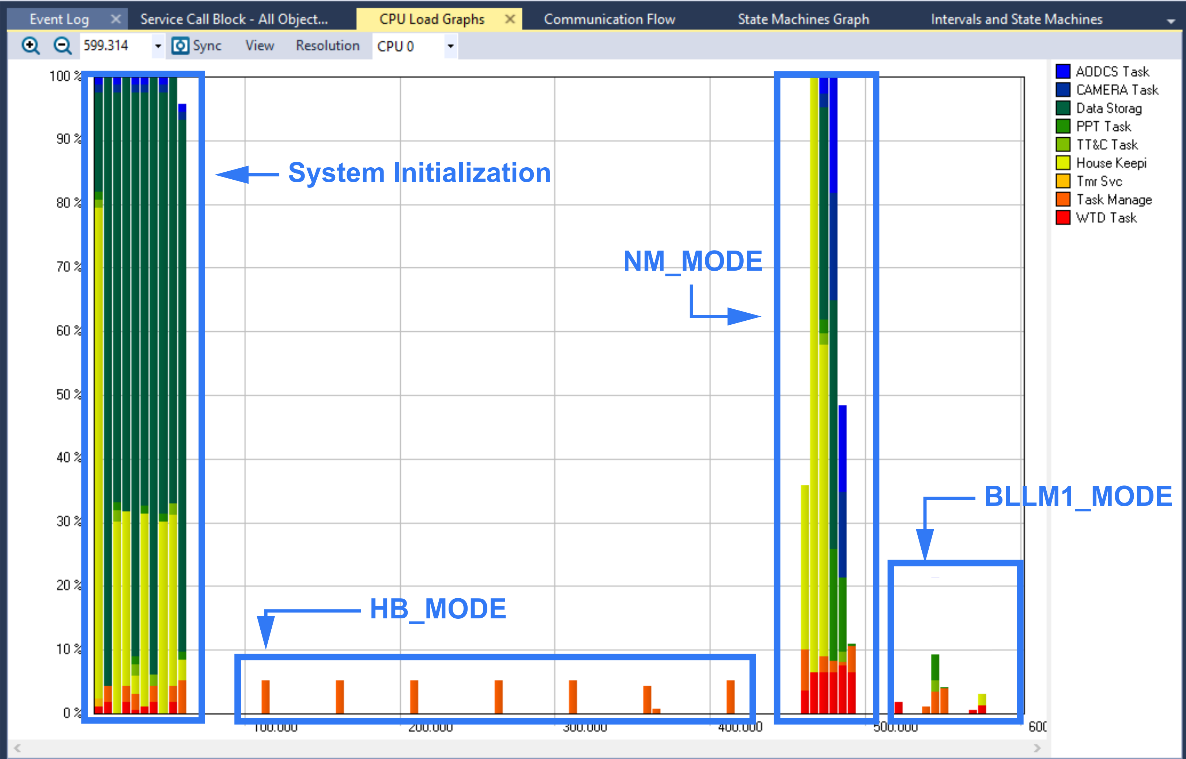 Event Log × Service Call Block - All Object... CPU Load Graphs × Communication Flow State Machines Graph Intervals and State Machines
599.314 Sync View Resolution CPU 0
100 %
90 %
80 %
70 %
60 %
50 %
40 %
30 %
20 %
10 %
0 %
System Initialization
NM_MODE
BLLM1_MODE
HB_MODE
100.000 200.000 300.000 400.000 500.000 600
AODCS Task
CAMERA Task
Data Storag
PPT Task
TT&C Task
House Keepi
Tmr Svc
Task Manage
WTD Task